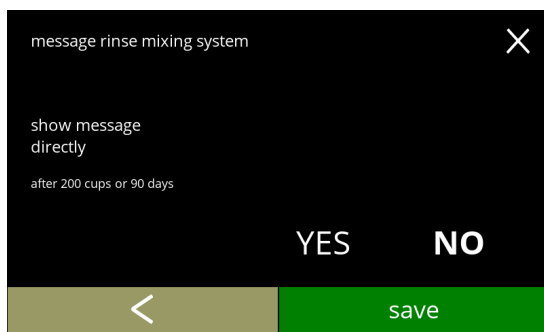 message rinse mixing system
show message
directly
after 200 cups or 90 days
YES NO
save